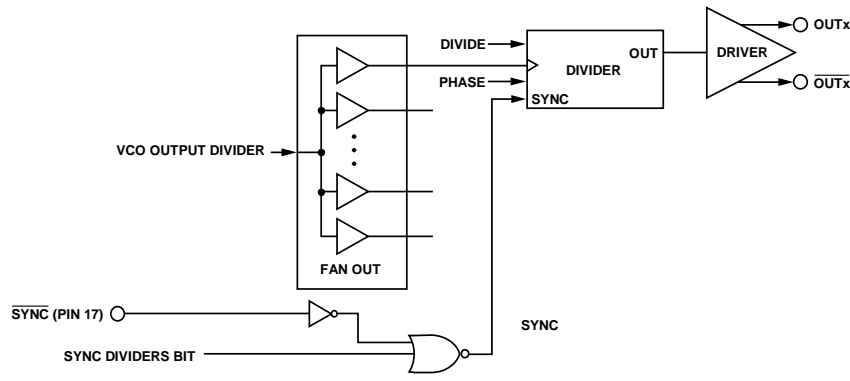 DIVIDE
PHASE
DIVIDER
OUT
SYNC
DRIVER
OUTx
OUTx
VCO OUTPUT DIVIDER
FAN OUT
SYNC (PIN 17)
SYNC DIVIDERS BIT
SYNC